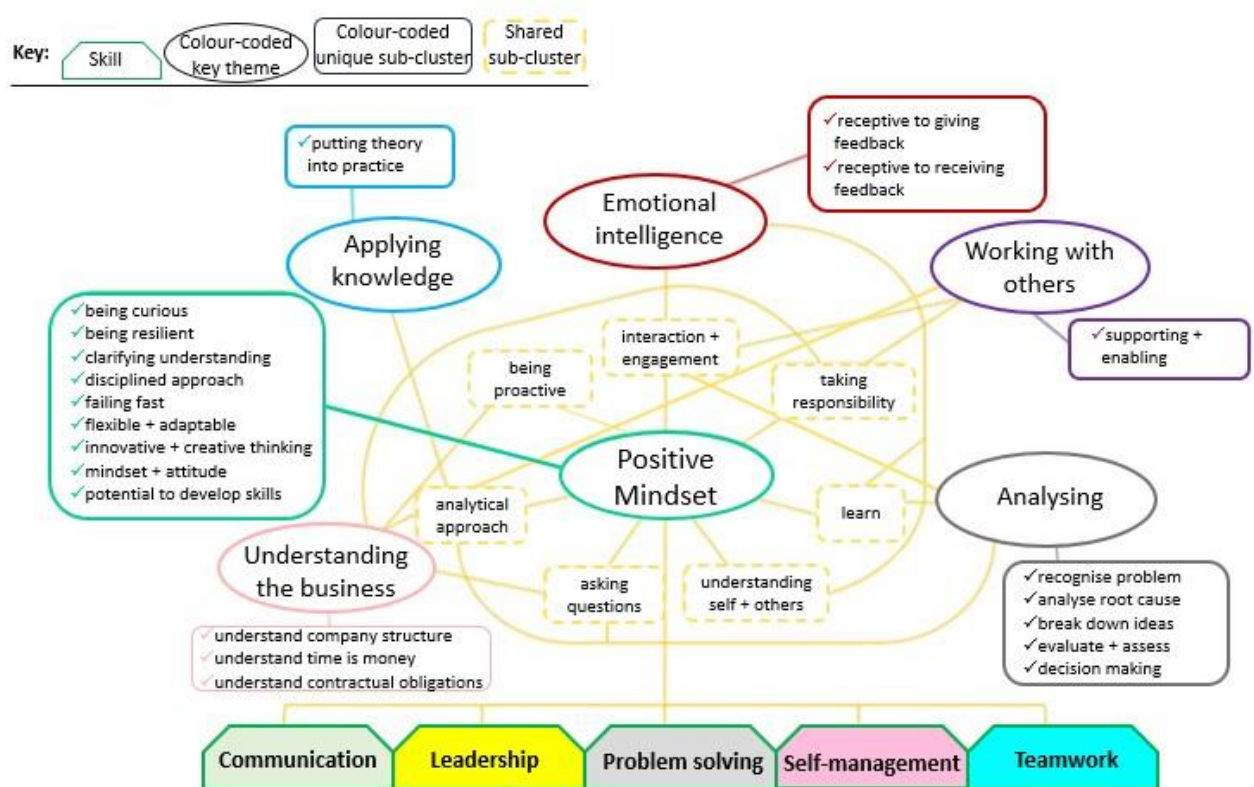 Key:
Skill
Colour-coded
key theme
Colour-coded
unique sub-cluster
Shared
sub-cluster
✓putting theory
into practice
Applying
knowledge
Emotional
intelligence
✓receptive to giving
feedback
✓receptive to receiving
feedback
Working with
others
✓supporting +
enabling
✓being curious
✓being resilient
✓clarifying understanding
✓disciplined approach
✓failing fast
✓flexible + adaptable
✓innovative + creative thinking
✓mindset + attitude
✓potential to develop skills
interaction +
engagement
being
proactive
taking
responsibility
Positive
Mindset
analytical
approach
learn
Analysing
asking
questions
understanding
self + others
Understanding
the business
✓recognise problem
✓analyse root cause
✓break down ideas
✓evaluate + assess
✓decision making
✓understand company structure
✓understand time is money
✓understand contractual obligations
Communication
Leadership
Problem solving
Self-management
Teamwork